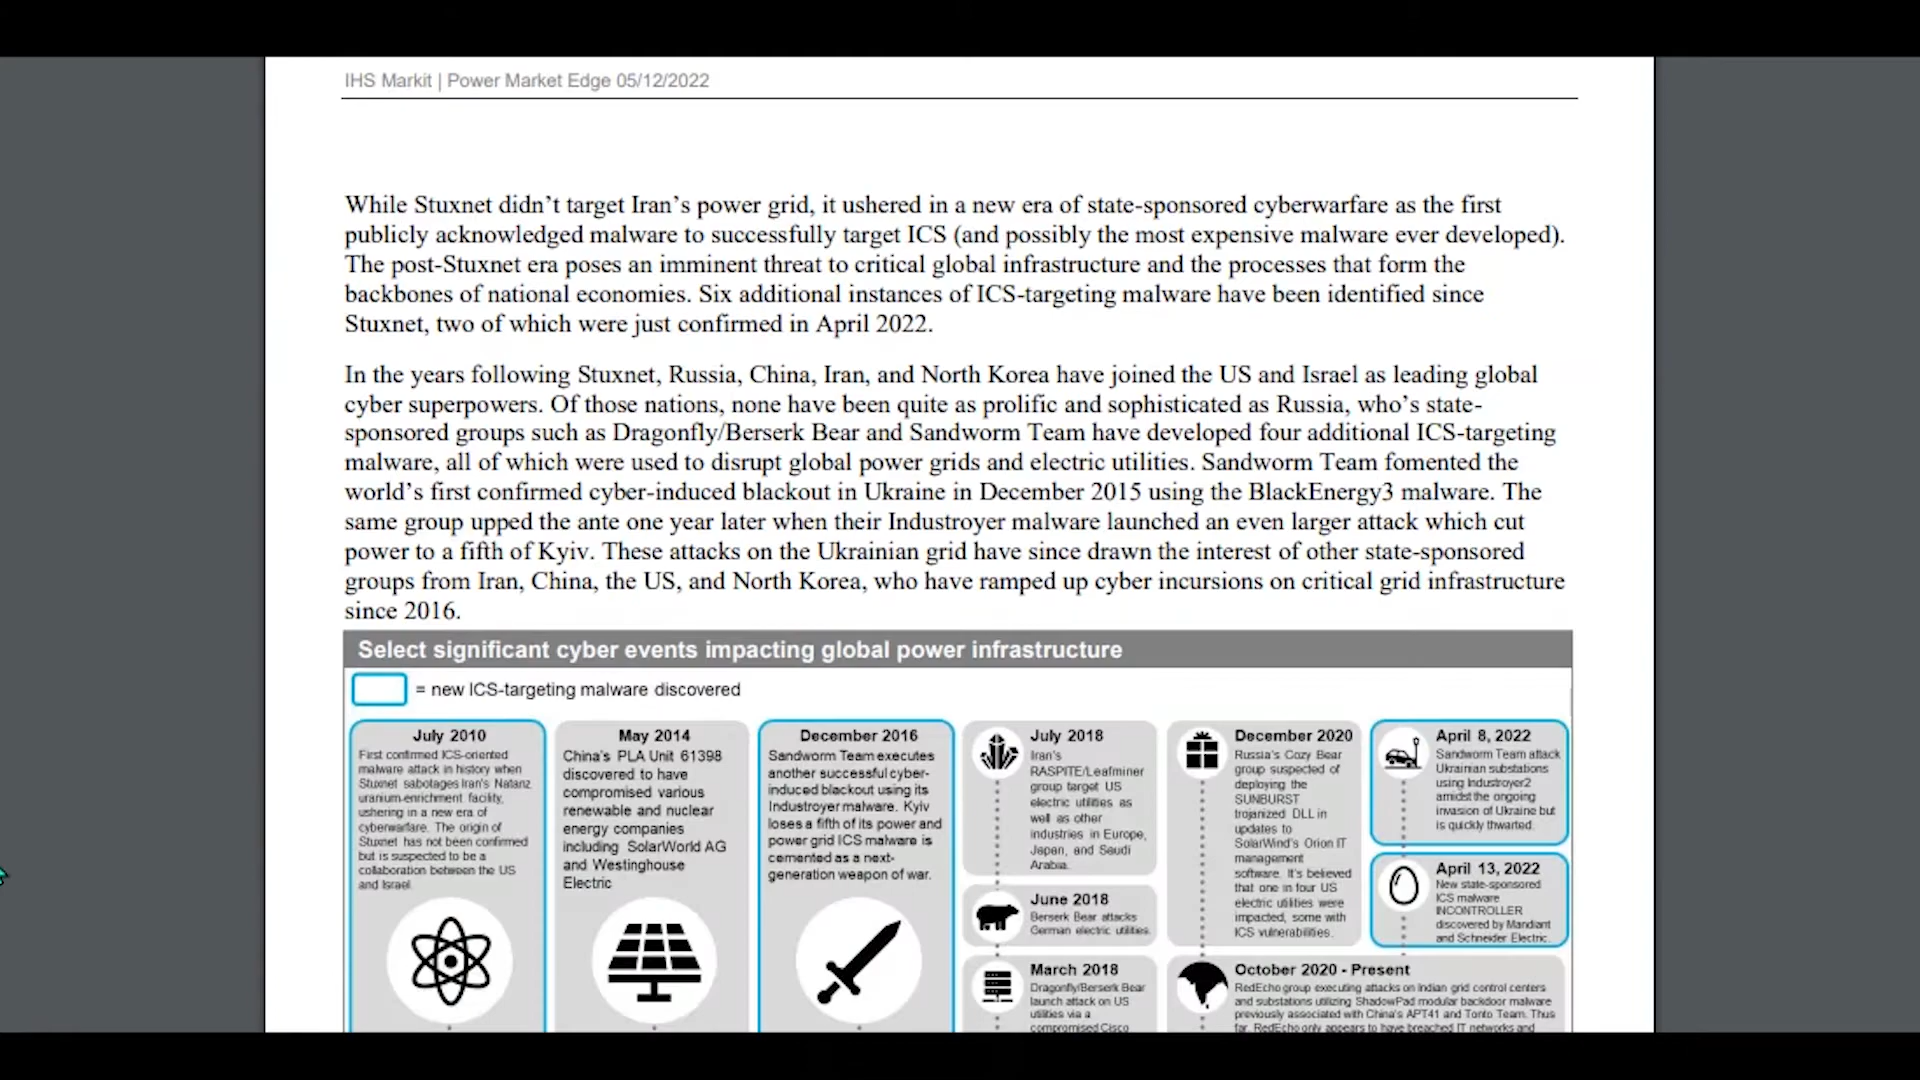 IHS Markit | Power Market Edge 05/12/2022
While Stuxnet didn't target Iran's power grid, it ushered in a new era of state-sponsored cyberwarfare as the first
publicly acknowledged malware to successfully target ICS (and possibly the most expensive malware ever developed).
The post-Stuxnet era poses an imminent threat to critical global infrastructure and the processes that form the
backbones of national economies. Six additional instances of ICS-targeting malware have been identified since
Stuxnet, two of which were just confirmed in April 2022.
In the years following Stuxnet, Russia, China, Iran, and North Korea have joined the US and Israel as leading global
cyber superpowers. Of those nations, none have been quite as prolific and sophisticated as Russia, who's state-
sponsored groups such as Dragonfly/Berserk Bear and Sandworm Team have developed four additional ICS-targeting
malware, all of which were used to disrupt global power grids and electric utilities. Sandworm Team fomented the
world's first confirmed cyber-induced blackout in Ukraine in December 2015 using the BlackEnergy3 malware. The
same group upped the ante one year later when their Industroyer malware launched an even larger attack which cut
power to a fifth of Kyiv. These attacks on the Ukrainian grid have since drawn the interest of other state-sponsored
groups from Iran, China, the US, and North Korea, who have ramped up cyber incursions on critical grid infrastructure
since 2016.
Select significant cyber events impacting global power infrastructure
= new ICS-targeting malware discovered
July 2010
First confirmed ICS-oriented
malware attack in history when
Stuxnet sabotages Iran's Natanz
uranium-enrichment facility,
ushering in a new era of
cyberwarfare. The origin of
Stuxnet has not been confirmed
but is suspected to be a
collaboration between the US
and Israel.
May 2014
China's PLA Unit 61398
discovered to have
compromised various
renewable and nuclear
energy companies
including SolarWorld AG
and Westinghouse
Electric
December 2016
Sandworm Team executes
another successful cyber-
induced blackout using its
Industroyer malware. Kyiv
loses a fifth of its power and
power grid ICS malware is
cemented as a next-
generation weapon of war.
July 2018
Iran's
RASPITE/Leafminer
group target US
electric utilities as
well as other
industries in Europe,
Japan, and Saudi
Arabia.
June 2018
Berserk Bear attacks
German electric utilities.
March 2018
Dragonfly/Berserk Bear
launch attack on US
utilities via a
compromised Cisco
December 2020
Russia's Cozy Bear
group suspected of
deploying the
SUNBURST
trojanized DLL in
updates to
SolarWind's Orion IT
management
software. It's believed
that one in four US
electric utilities were
impacted, some with
ICS vulnerabilities.
April 8, 2022
Sandworm Team attack
Ukrainian substations
using Industroyer2
amidst the ongoing
invasion of Ukraine but
is quickly thwarted.
April 13, 2022
New state-sponsored
ICS malware
INCONTROLLER
discovered by Mandiant
and Schneider Electric.
October 2020 - Present
RedEcho group executing attacks on Indian grid control centers
and substations utilizing ShadowPad modular backdoor malware
previously associated with China's APT41 and Tonto Team. Thus
far, RedEcho only appears to have breached IT networks and